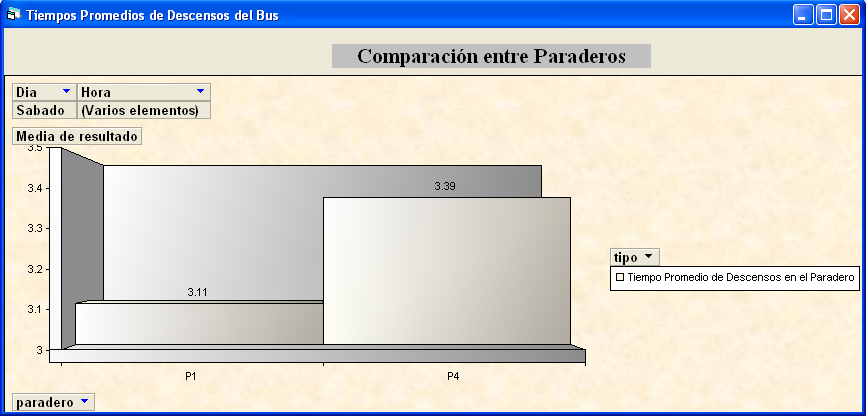 Tiempos Promedios de Descensos del Bus
Comparación entre Paraderos
Dia Hora
Sabado (Varios elementos)
Media de resultado
3.5
3.4
3.3
3.2
3.1
3
3.11
3.39
P1 P4
tipo
Tiempo Promedio de Descensos en el Paradero
paradero